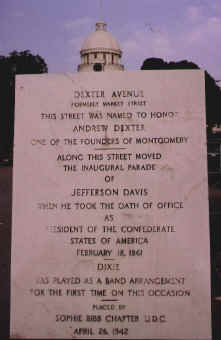 DEXTER AVENUE
FORMERLY MARKET STREET
THIS STREET WAS NAMED TO HONOR
ANDREW DEXTER
ONE OF THE FOUNDERS OF MONTGOMERY
ALONG THIS STREET MOVED
THE INAUGURAL PARADE
OF
JEFFERSON DAVIS
WHEN HE TOOK THE OATH OF OFFICE
AS
PRESIDENT OF THE CONFEDERATE
STATES OF AMERICA
FEBRUARY 18, 1861
DIXIE
WAS PLAYED AS A BAND ARRANGEMENT
FOR THE FIRST TIME ON THIS OCCASION
PLACED BY
SOPHIE BIBB CHAPTER U.D.C.
APRIL 26, 1942